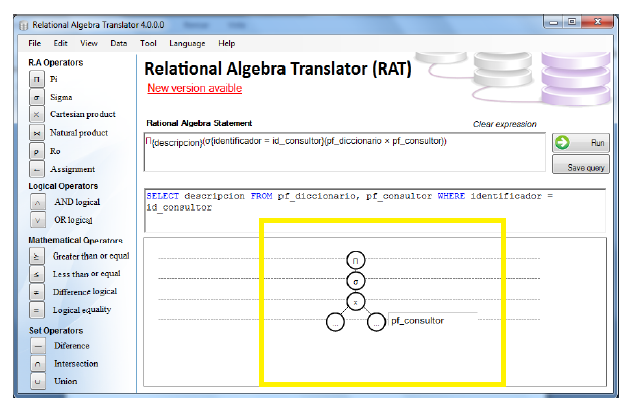 Relational Algebra Translator 4.0.0.0
File Edit View Data Tool Language Help
R.A Operators
Π Pi
σ Sigma
× Cartesian product
⋈ Natural product
ρ Ro
← Assignment
Logical Operators
∧ AND logical
∨ OR logical
Mathematical Operators
≥ Greater than or equal
≤ Less than or equal
≠ Difference logical
= Logical equality
Set Operators
— Diference
∩ Intersection
∪ Union
Relational Algebra Translator (RAT)
New version avaible
Rational Algebra Statement
Clear expression
Π{descripcion}(σ{identificador = id_consultor}(pf_diccionario × pf_consultor))
Run
Save query
SELECT descripcion FROM pf_diccionario, pf_consultor WHERE identificador =
id_consultor
Π
σ
x
... ... pf_consultor